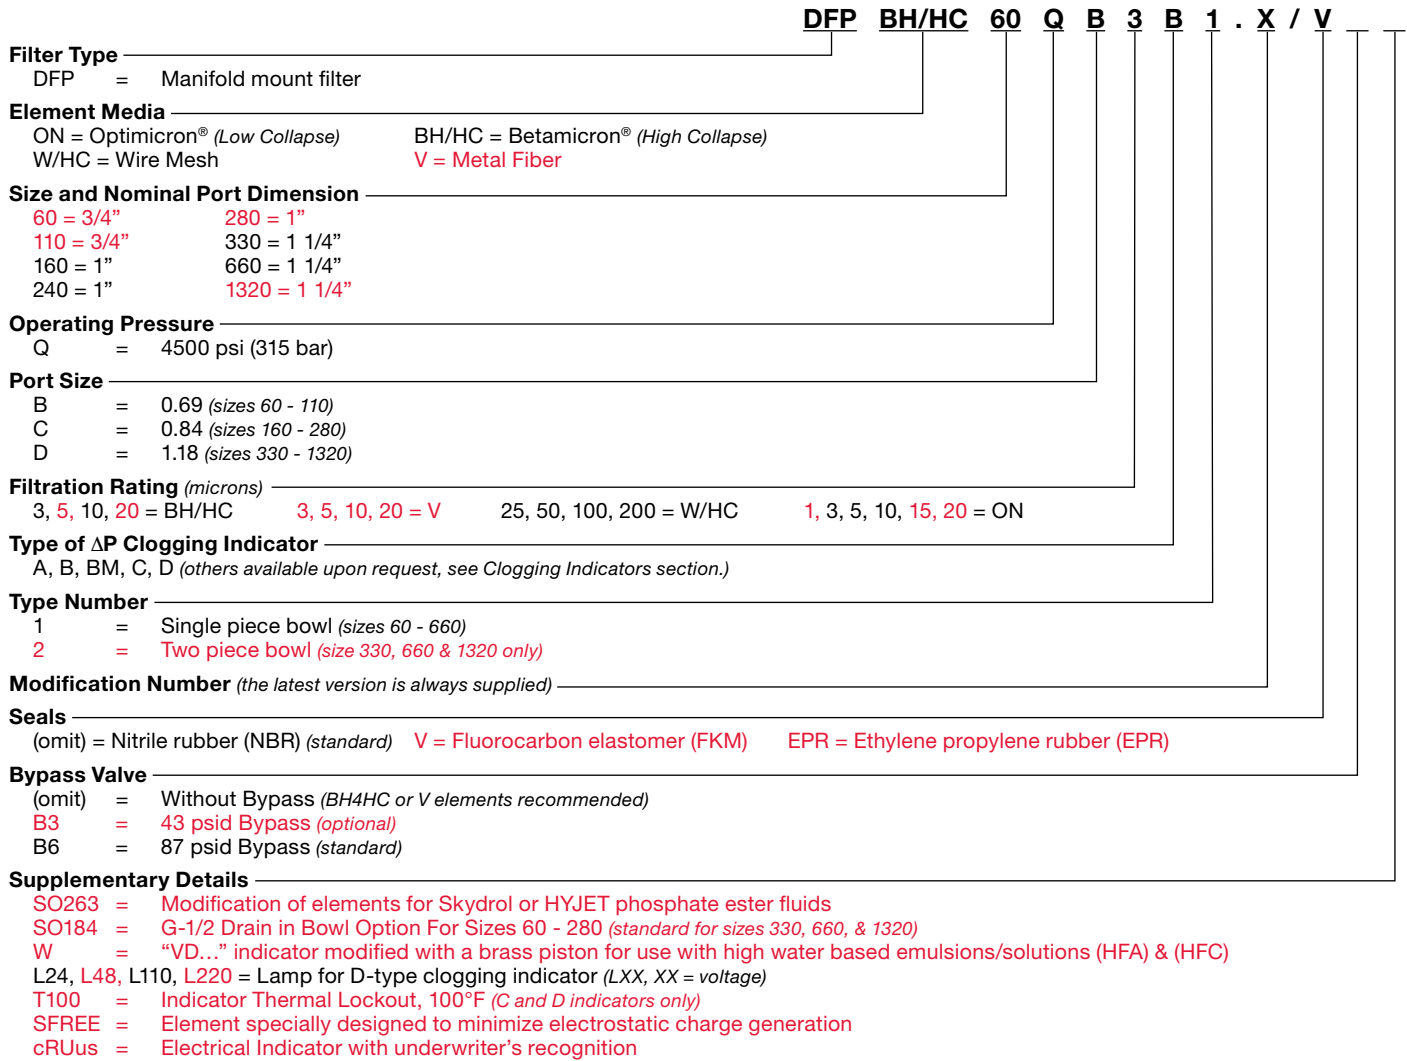 DFP BH/HC 60 Q B 3 B 1 . X / V
Filter Type
DFP = Manifold mount filter
Element Media
ON = Optimicron® (Low Collapse) BH/HC = Betamicron® (High Collapse)
W/HC = Wire Mesh V = Metal Fiber
Size and Nominal Port Dimension
60 = 3/4” 280 = 1”
110 = 3/4” 330 = 1 1/4”
160 = 1” 660 = 1 1/4”
240 = 1” 1320 = 1 1/4”
Operating Pressure
Q = 4500 psi (315 bar)
Port Size
B = 0.69 (sizes 60 - 110)
C = 0.84 (sizes 160 - 280)
D = 1.18 (sizes 330 - 1320)
Filtration Rating (microns)
3, 5, 10, 20 = BH/HC 3, 5, 10, 20 = V 25, 50, 100, 200 = W/HC 1, 3, 5, 10, 15, 20 = ON
Type of ∆P Clogging Indicator
A, B, BM, C, D (others available upon request, see Clogging Indicators section.)
Type Number
1 = Single piece bowl (sizes 60 - 660)
2 = Two piece bowl (size 330, 660 & 1320 only)
Modification Number (the latest version is always supplied)
Seals
(omit) = Nitrile rubber (NBR) (standard) V = Fluorocarbon elastomer (FKM) EPR = Ethylene propylene rubber (EPR)
Bypass Valve
(omit) = Without Bypass (BH4HC or V elements recommended)
B3 = 43 psid Bypass (optional)
B6 = 87 psid Bypass (standard)
Supplementary Details
SO263 = Modification of elements for Skydrol or HYJET phosphate ester fluids
SO184 = G-1/2 Drain in Bowl Option For Sizes 60 - 280 (standard for sizes 330, 660, & 1320)
W = “VD…” indicator modified with a brass piston for use with high water based emulsions/solutions (HFA) & (HFC)
L24, L48, L110, L220 = Lamp for D-type clogging indicator (LXX, XX = voltage)
T100 = Indicator Thermal Lockout, 100°F (C and D indicators only)
SFREE = Element specially designed to minimize electrostatic charge generation
cRUus = Electrical Indicator with underwriter’s recognition